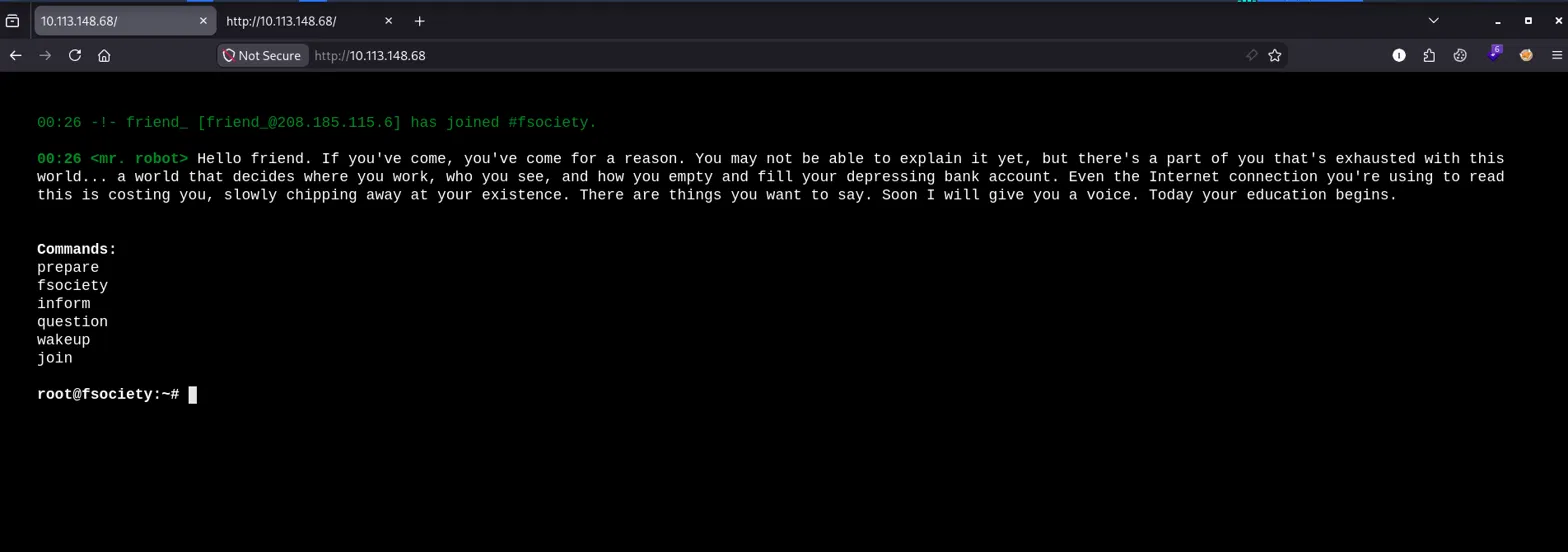 10.113.148.68/
http://10.113.148.68/
Not Secure
http://10.113.148.68
6
00:26 -!- friend_ [friend_@208.185.115.6] has joined #fsociety.
00:26 <mr. robot> Hello friend. If you've come, you've come for a reason. You may not be able to explain it yet, but there's a part of you that's exhausted with this
world... a world that decides where you work, who you see, and how you empty and fill your depressing bank account. Even the Internet connection you're using to read
this is costing you, slowly chipping away at your existence. There are things you want to say. Soon I will give you a voice. Today your education begins.
Commands:
prepare
fsociety
inform
question
wakeup
join
root@fsociety:~#